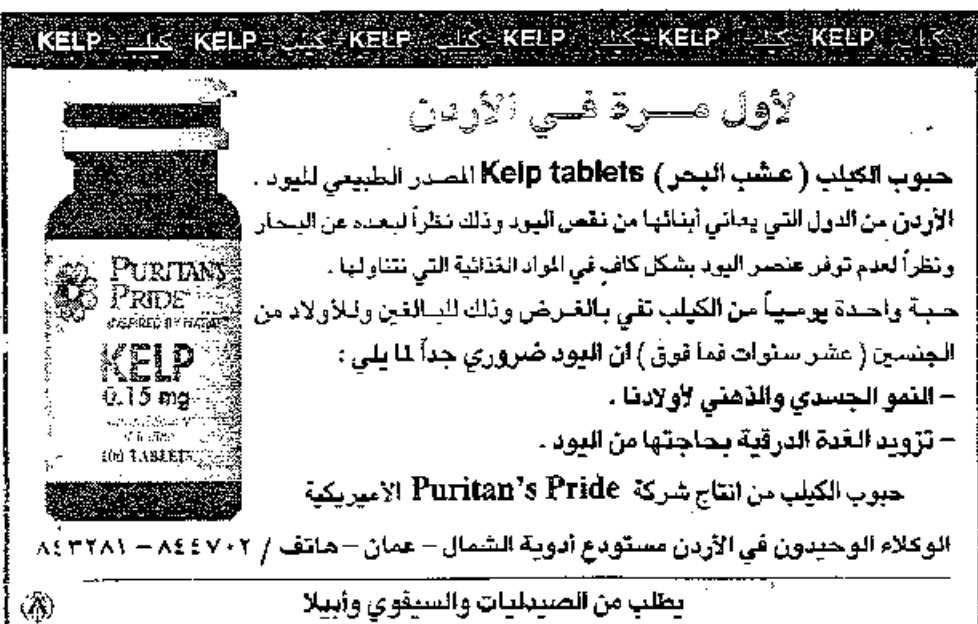 KELP - كيلب - KELP - كيلب - KELP - كيلب - KELP - كيلب - KELP - كيلب - KELP - كيلب
لأول مرة في الأردن
حبوب الكيلب ( عشب البحر ) Kelp tablets المصدر الطبيعي لليود .
الأردن من الدول التي يعاني أبنائها من نقص اليود وذلك نظراً لبعده عن البحار
ونظراً لعدم توفر عنصر اليود بشكل كاف في المواد الغذائية التي نتناولها .
حبة واحدة يومياً من الكيلب تفي بالغرض وذلك للبالغين وللأولاد من
الجنسين ( عشر سنوات فما فوق ) ان اليود ضروري جداً لما يلي :
– النمو الجسدي والذهني لأولادنا .
– تزويد الغدة الدرقية بحاجتها من اليود .
حبوب الكيلب من انتاج شركة Puritan's Pride الاميريكية
الوكلاء الوحيدون في الأردن مستودع أدوية الشمال – عمان – هاتف / ٨٤٤٧٠٢ – ٨٤٣٢٨١
يطلب من الصيدليات والسيفوي وأبيلا
PURITAN'S
PRIDE
INSPIRED BY NATURE
KELP
0.15 mg
100 TABLETS